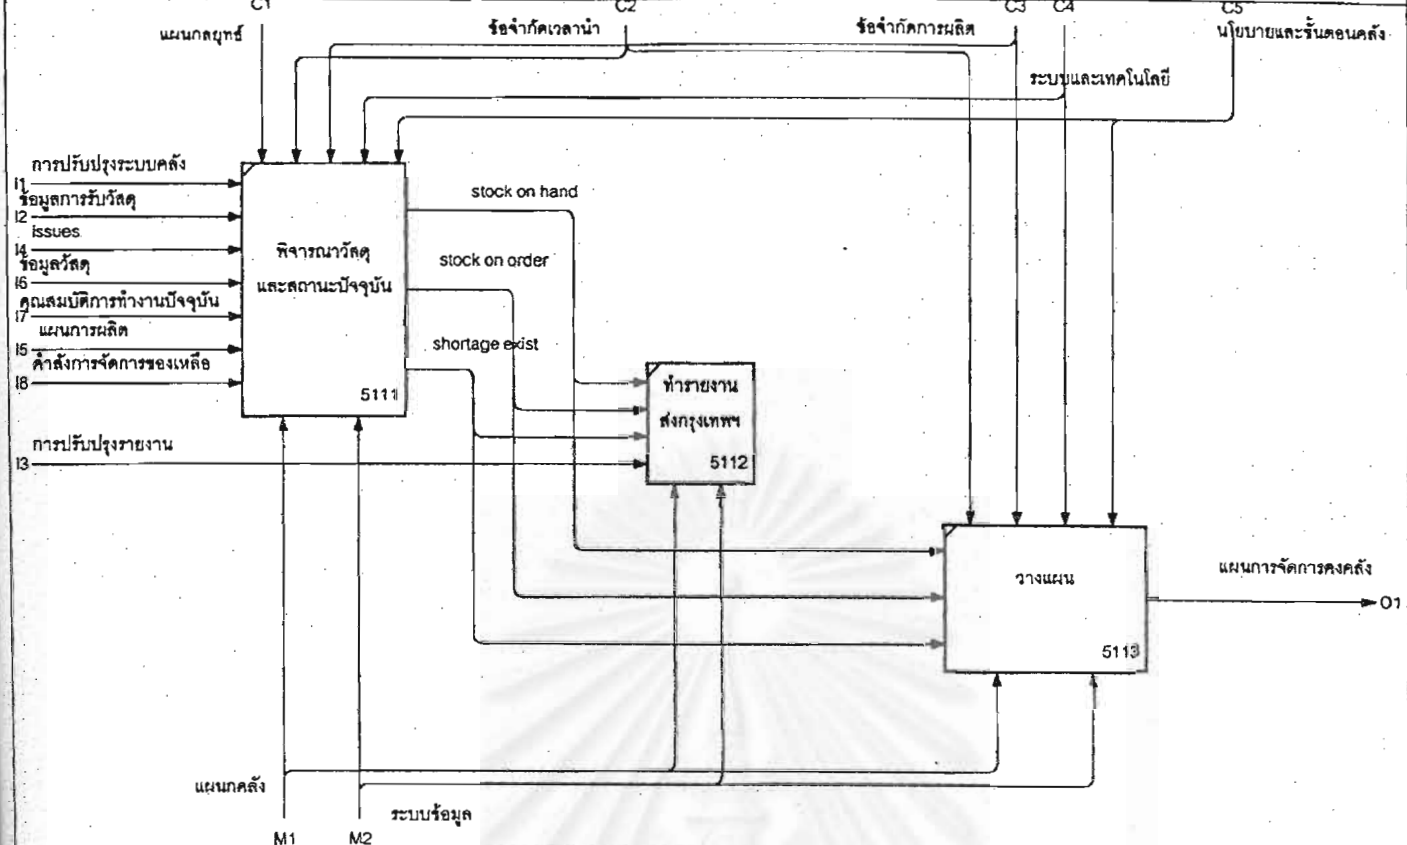 C1
C2
C3
C4
C5
แผนกลยุทธ์
ข้อจำกัดเวลานำ
ข้อจำกัดการผลิต
นโยบายและขั้นตอนคลัง
ระบบและเทคโนโลยี
การปรับปรุงระบบคลัง
I1
ข้อมูลการรับวัสดุ
I2
issues
I4
ข้อมูลวัสดุ
I6
คุณสมบัติการทำงานปัจจุบัน
I7
แผนการผลิต
I5
คำสั่งการจัดการของเหลือ
I8
พิจารณาวัสดุ
และสถานะปัจจุบัน
5111
stock on hand
stock on order
shortage exist
การปรับปรุงรายงาน
I3
ทำรายงาน
ส่งกรุงเทพฯ
5112
วางแผน
5113
แผนการจัดการคงคลัง
O1
แผนกคลัง
ระบบข้อมูล
M1
M2